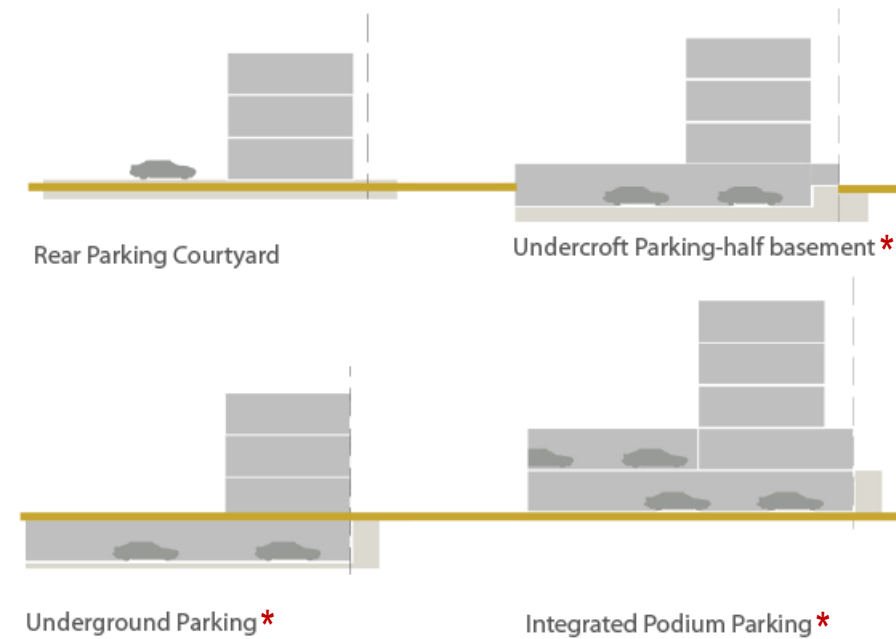 Rear Parking Courtyard
Undercroft Parking-half basement *
Underground Parking *
Integrated Podium Parking *